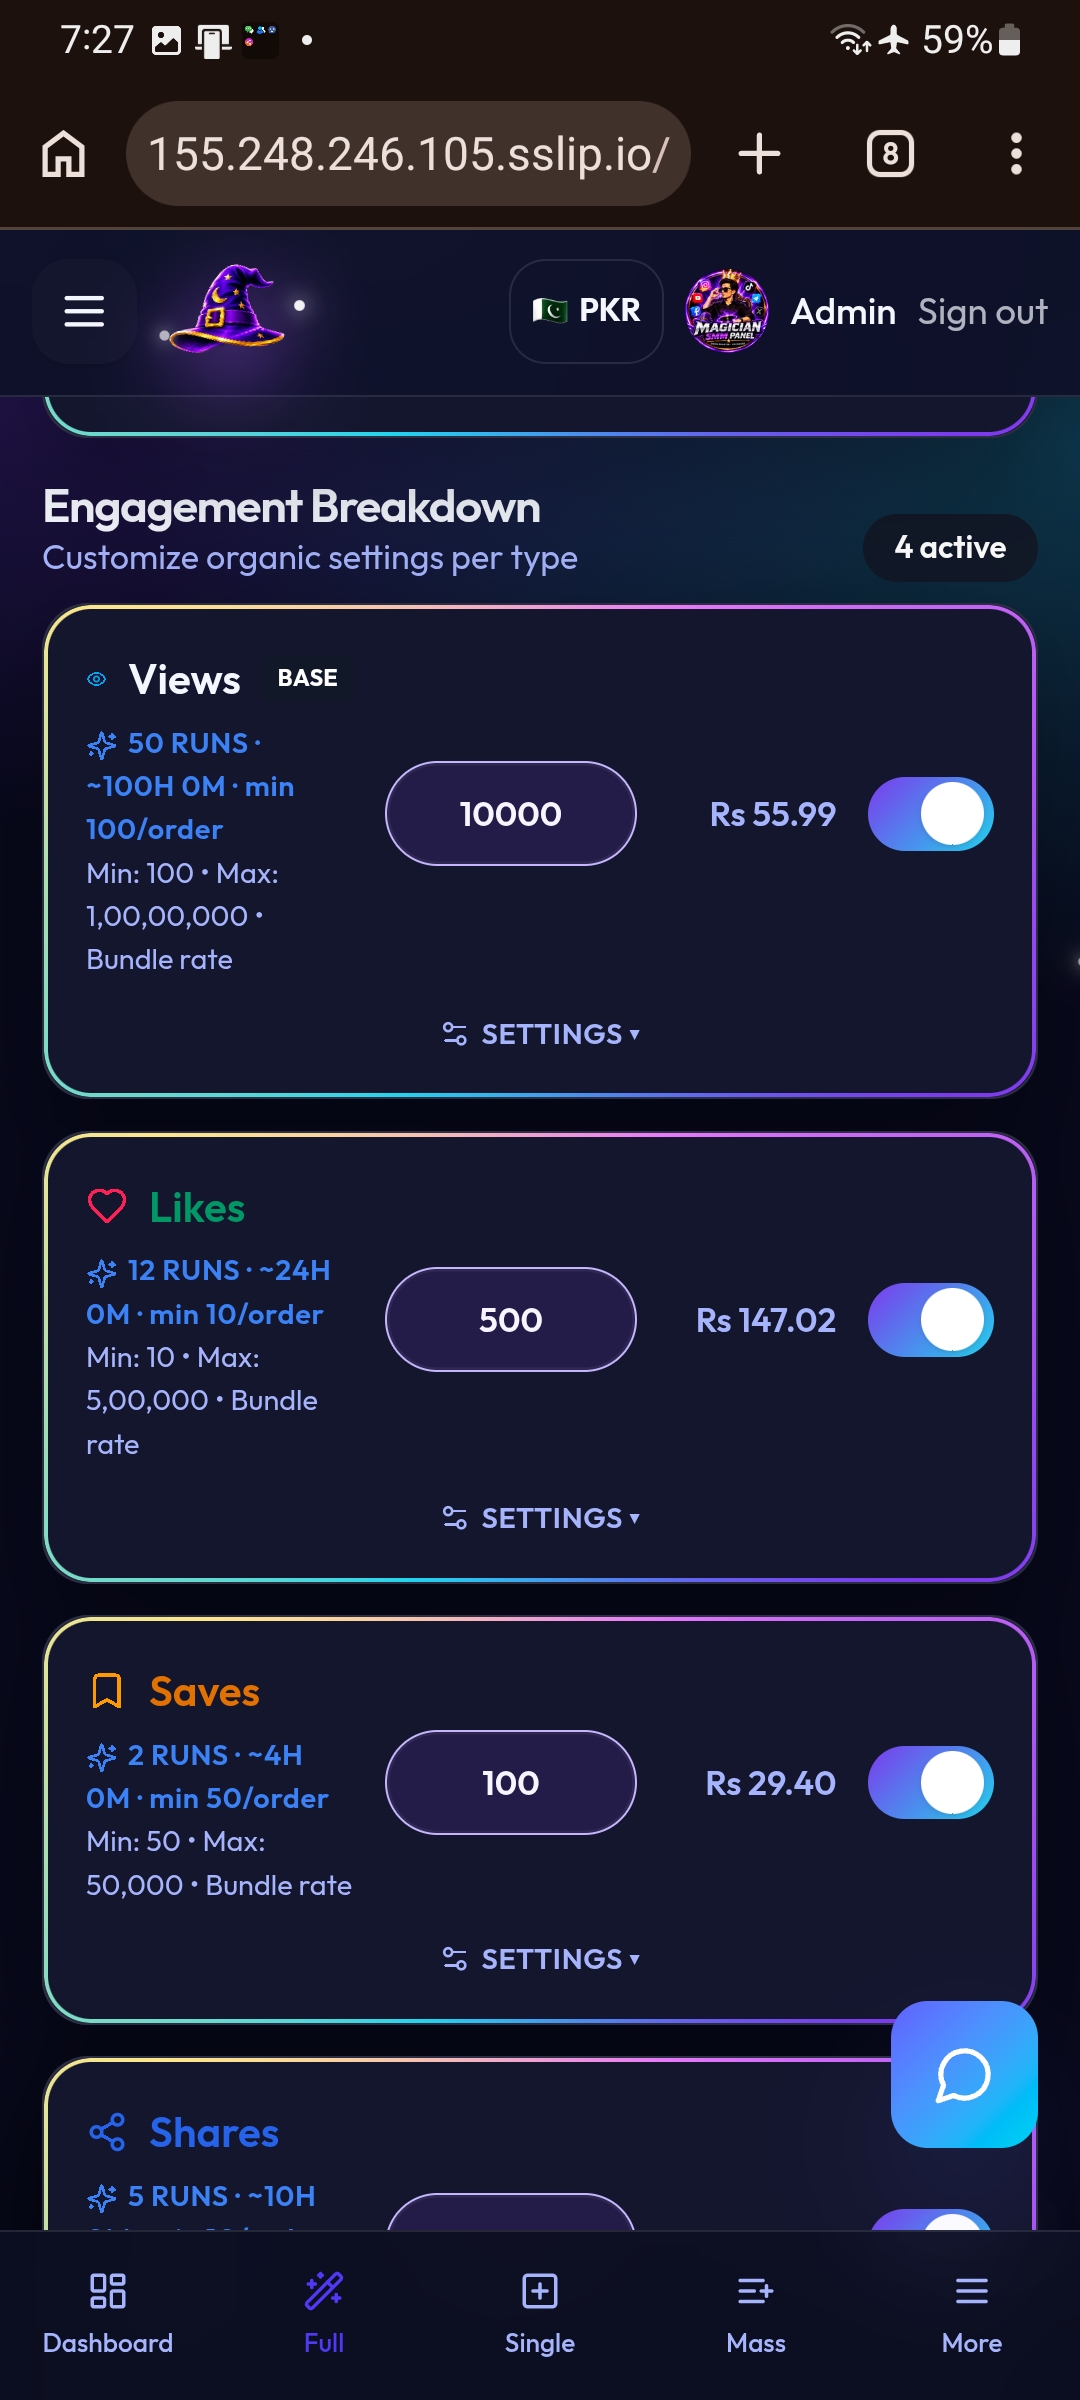 7:27
59%
155.248.246.105.sslip.io/
8
🇵🇰 PKR
MAGICIAN
SMM PANEL
Admin
Sign out
Engagement Breakdown
Customize organic settings per type
4 active
Views BASE
50 RUNS ·
~100H 0M · min
100/order
Min: 100 • Max:
1,00,00,000 •
Bundle rate
10000
Rs 55.99
SETTINGS ▾
Likes
12 RUNS · ~24H
0M · min 10/order
Min: 10 • Max:
5,00,000 • Bundle
rate
500
Rs 147.02
SETTINGS ▾
Saves
2 RUNS · ~4H
0M · min 50/order
Min: 50 • Max:
50,000 • Bundle rate
100
Rs 29.40
SETTINGS ▾
Shares
5 RUNS · ~10H
Dashboard
Full
Single
Mass
More